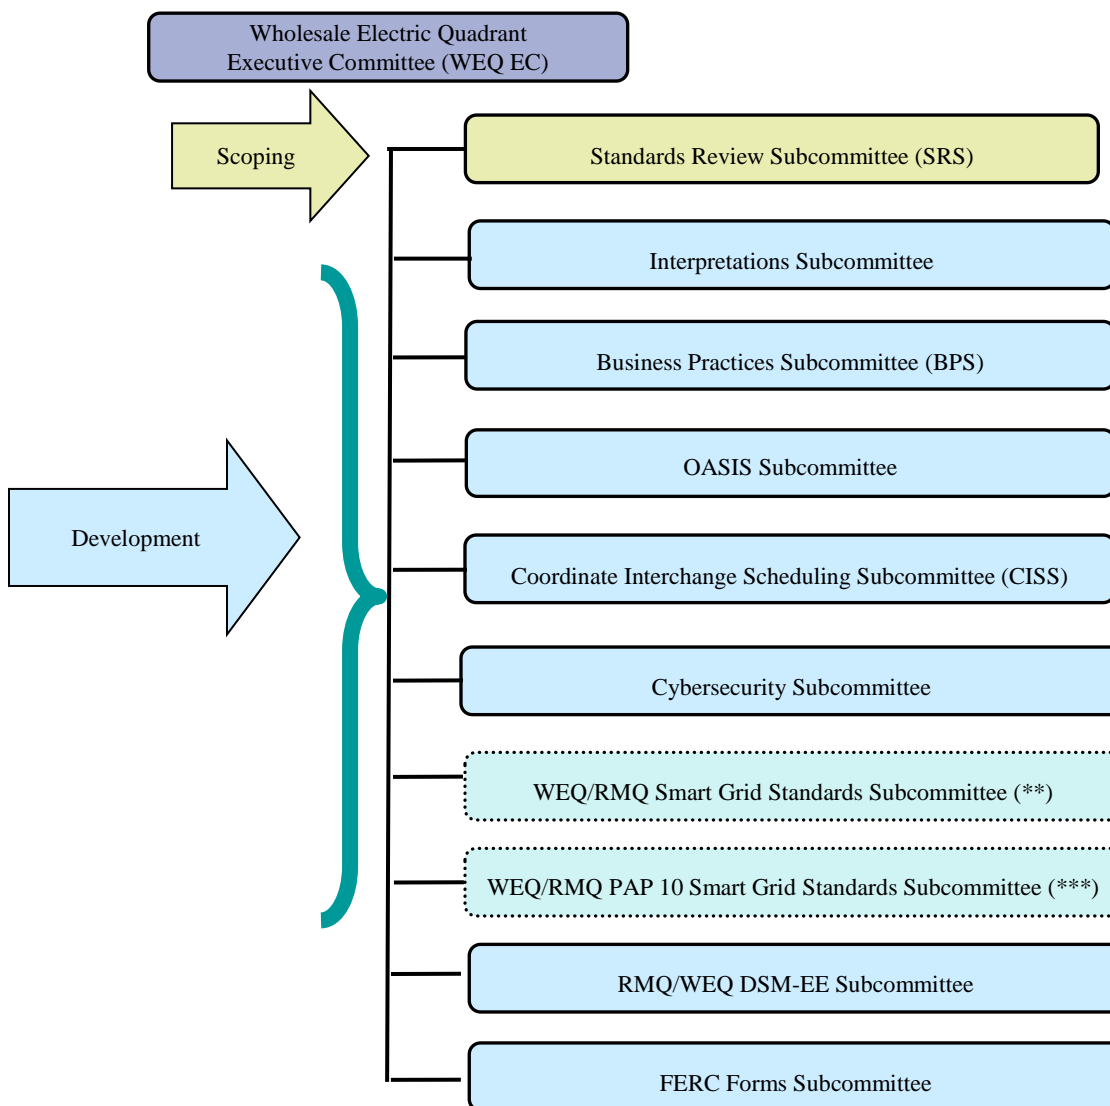 Wholesale Electric Quadrant
Executive Committee (WEQ EC)
Scoping
Standards Review Subcommittee (SRS)
Interpretations Subcommittee
Business Practices Subcommittee (BPS)
OASIS Subcommittee
Development
Coordinate Interchange Scheduling Subcommittee (CISS)
Cybersecurity Subcommittee
WEQ/RMQ Smart Grid Standards Subcommittee (**)
WEQ/RMQ PAP 10 Smart Grid Standards Subcommittee (***)
RMQ/WEQ DSM-EE Subcommittee
FERC Forms Subcommittee